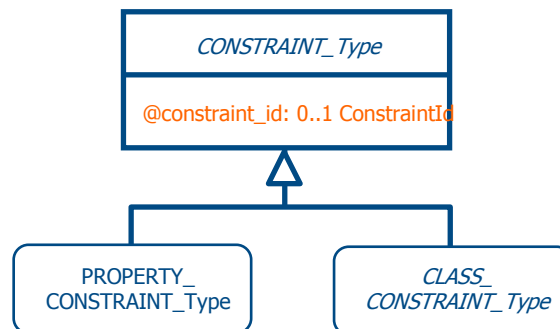 CONSTRAINT_Type
@constraint_id: 0..1 ConstraintId
PROPERTY_
CONSTRAINT_Type
CLASS_
CONSTRAINT_Type